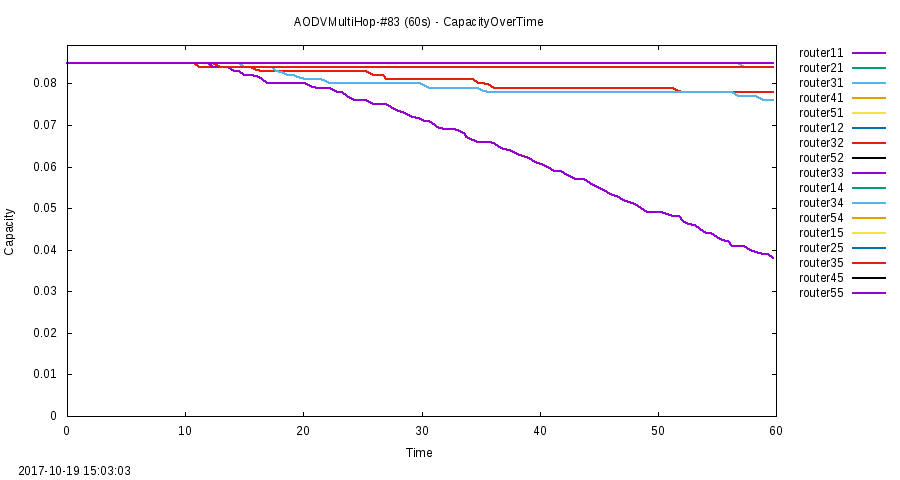 AODVMultiHop-#83 (60s) - CapacityOverTime
Capacity
0.08
0.07
0.06
0.05
0.04
0.03
0.02
0.01
0
0 10 20 30 40 50 60
Time
router11
router21
router31
router41
router51
router12
router32
router52
router33
router14
router34
router54
router15
router25
router35
router45
router55
2017-10-19 15:03:03